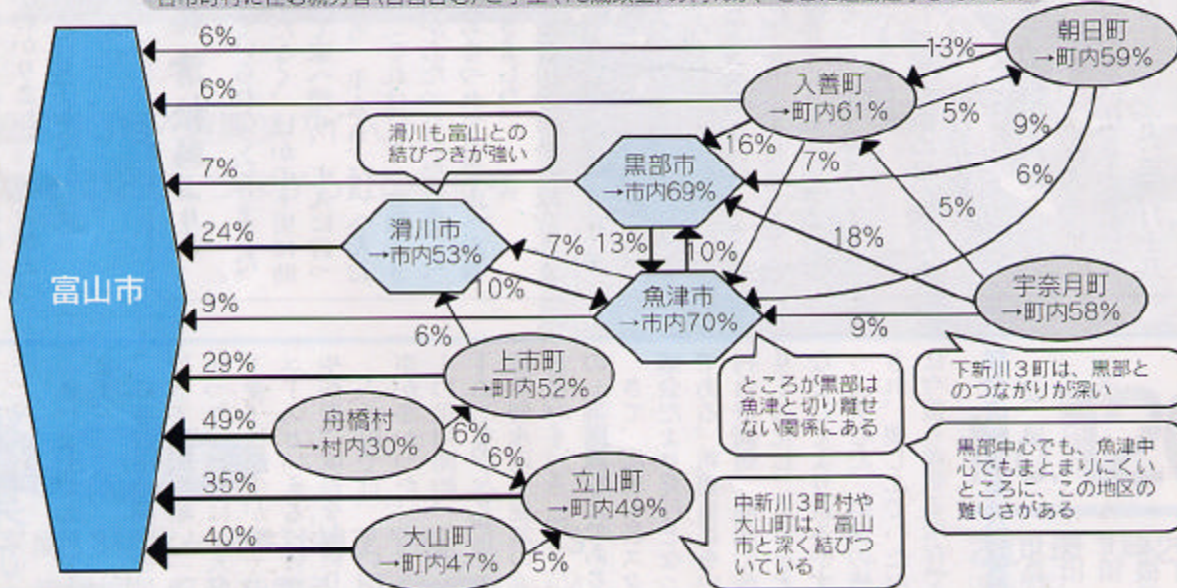 6%
13%
朝日町
→町内59%
入善町
→町内61%
6%
5%
9%
滑川も富山との
結びつきが強い
16%
7%
6%
7%
黒部市
→市内69%
5%
滑川市
→市内53%
24%
7%
13%
10%
18%
富山市
10%
魚津市
→市内70%
宇奈月町
→町内58%
9%
9%
6%
上市町
→町内52%
29%
ところが黒部は
魚津と切り離せ
ない関係にある
下新川3町は、黒部と
のつながりが深い
舟橋村
→村内30%
49%
6%
6%
黒部中心でも、魚津中
心でもまとまりにくい
ところに、この地区の
難しさがある
立山町
→町内49%
35%
中新川3町村や
大山町は、富山
市と深く結びつ
いている
大山町
→町内47%
40%
5%